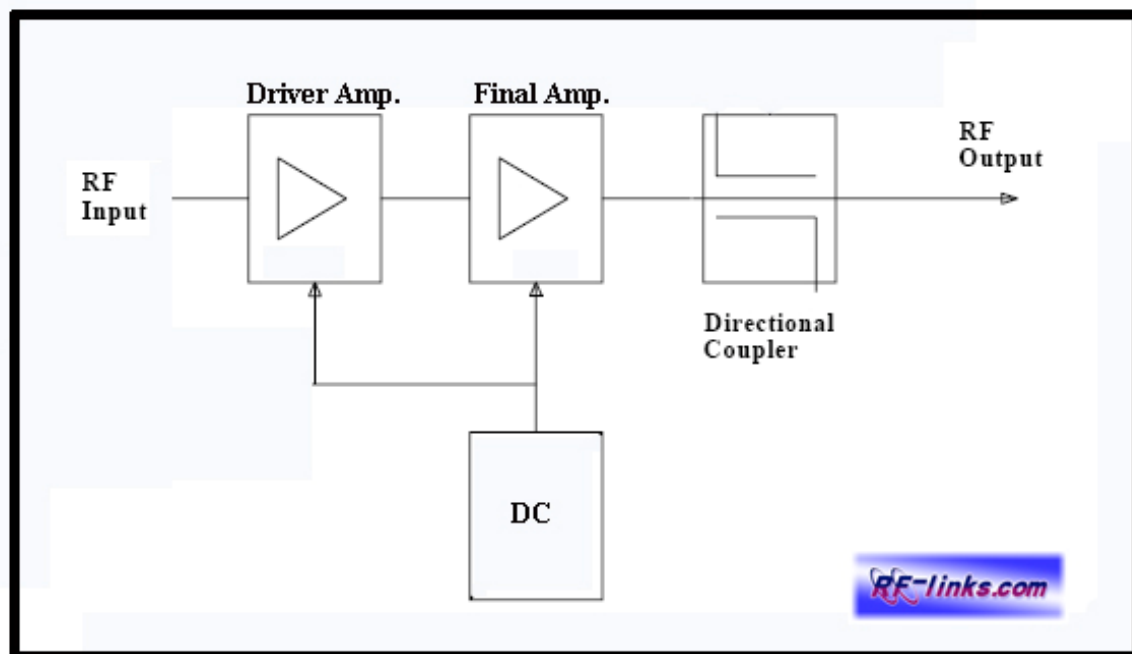 Driver Amp.
Final Amp.
RF
Input
RF
Output
Directional
Coupler
DC
RF-links.com